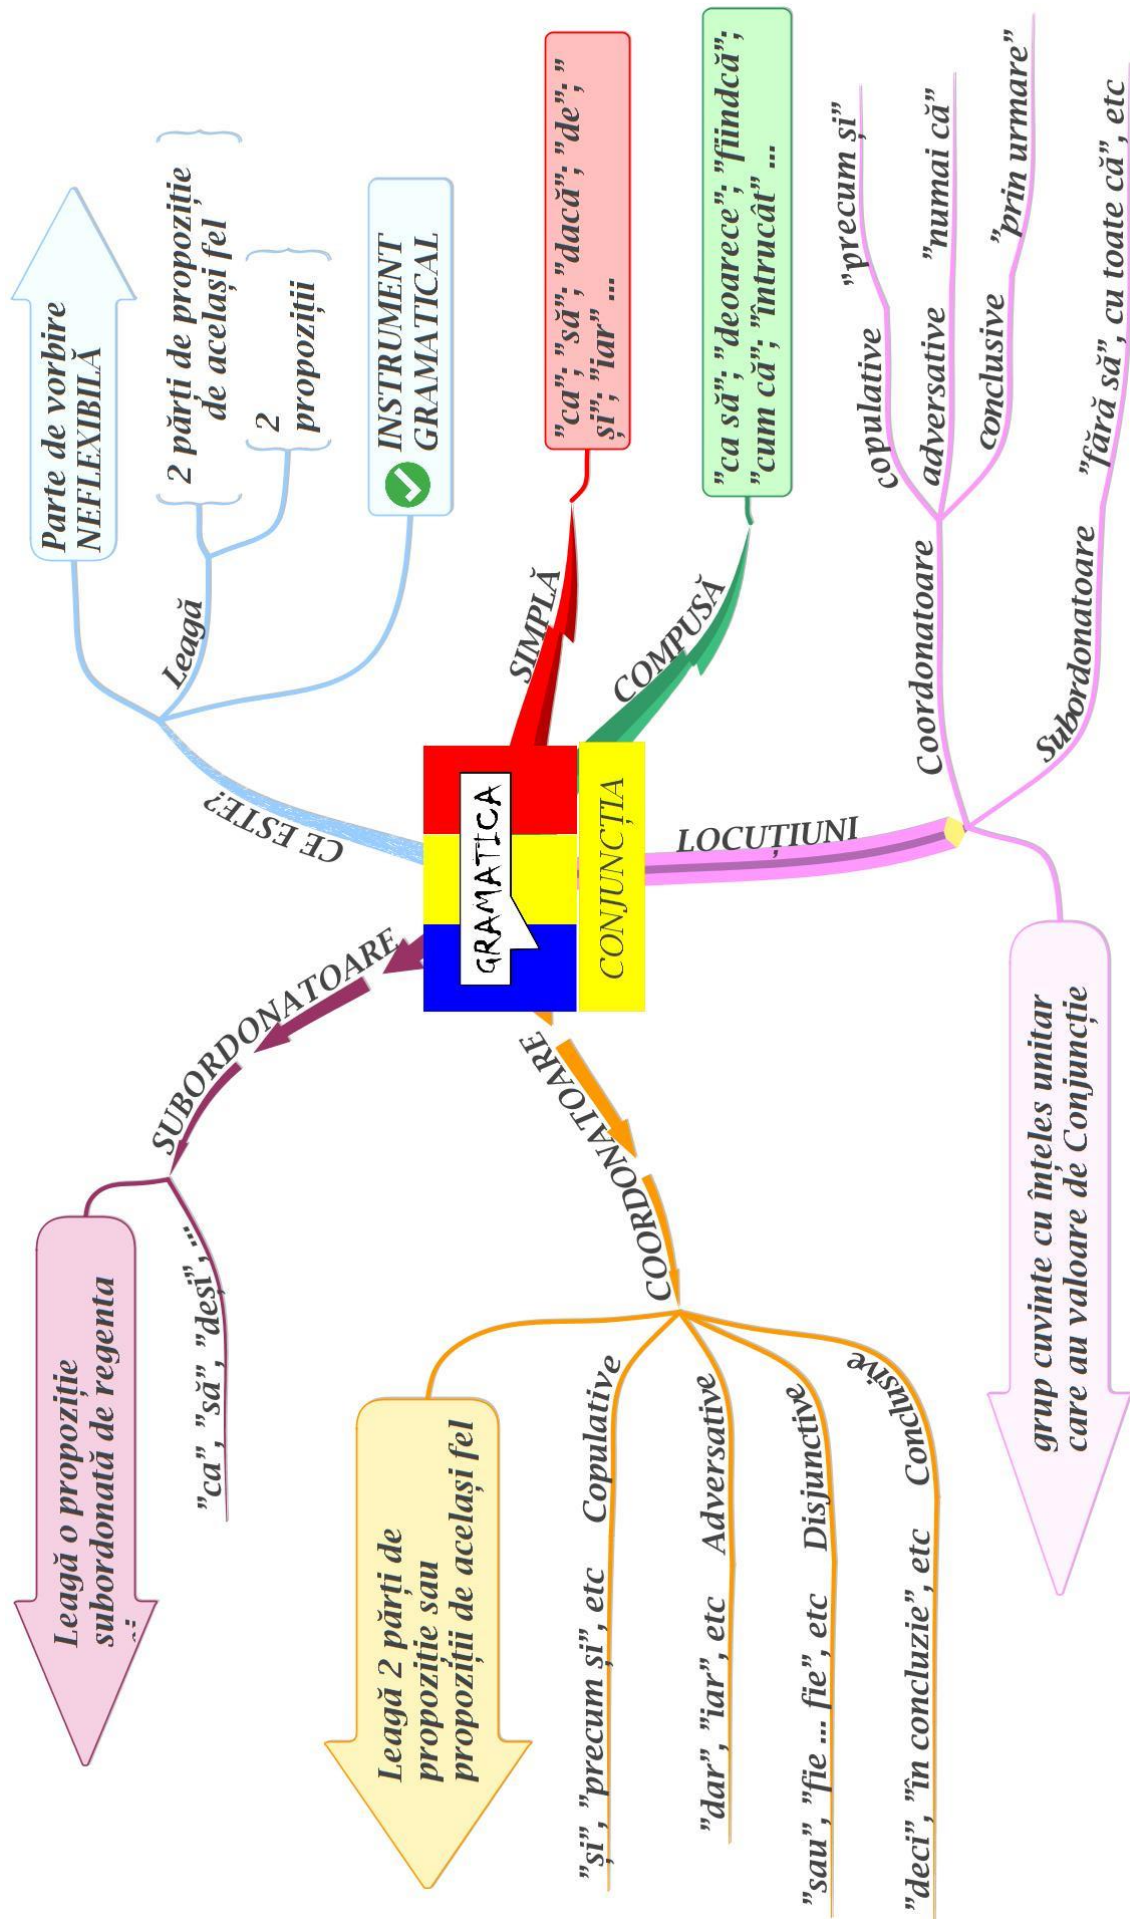 GRAMATICA
CONJUNCȚIA
CE ESTE?
Parte de vorbire
NEFLEXIBILĂ
Leagă
2 părți de propoziție
de același fel
2
propoziții
INSTRUMENT
GRAMATICAL
SIMPLĂ
”ca”; ”să”; ”dacă”; ”de”; ”
și”; ”iar” ...
COMPUSĂ
”ca să”; ”deoarece”; ”fiindcă”;
”cum că”; ”întrucât” ...
LOCUȚIUNI
Coordonatoare
copulative ”precum și”
adversative ”numai că”
conclusive ”prin urmare”
Subordonatoare ”fără să”, cu toate că”, etc
grup cuvinte cu înțeles unitar
care au valoare de Conjuncție
COORDONATOARE
Leagă 2 părți de
propoziție sau
propoziții de același fel
”și”, ”precum și”, etc Copulative
”dar”, ”iar”, etc Adversative
”sau”, ”fie ... fie”, etc Disjunctive
”deci”, ”în concluzie”, etc Conclusive
SUBORDONATOARE
Leagă o propoziție
subordonată de regenta
”ca”, ”să”, ”deși”, ...